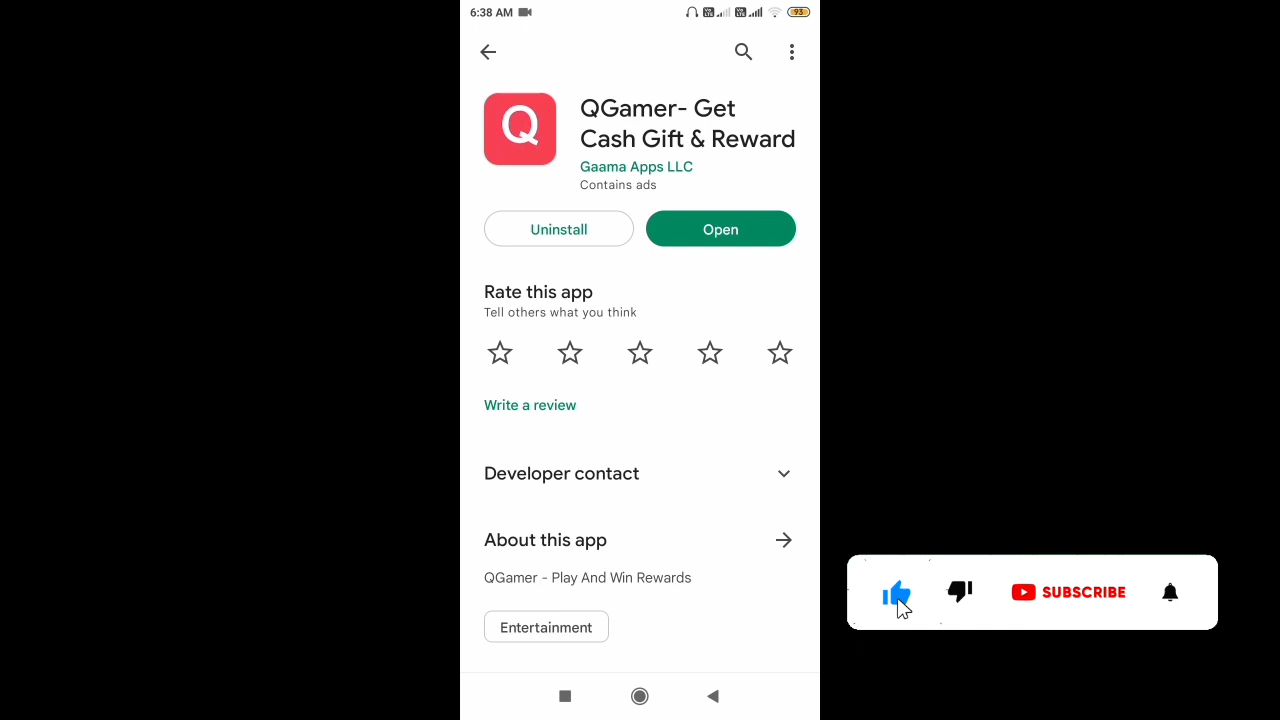 6:38 AM
93
Q
QGamer- Get
Cash Gift & Reward
Gaama Apps LLC
Contains ads
Uninstall
Open
Rate this app
Tell others what you think
Write a review
Developer contact
About this app
QGamer - Play And Win Rewards
Entertainment
SUBSCRIBE